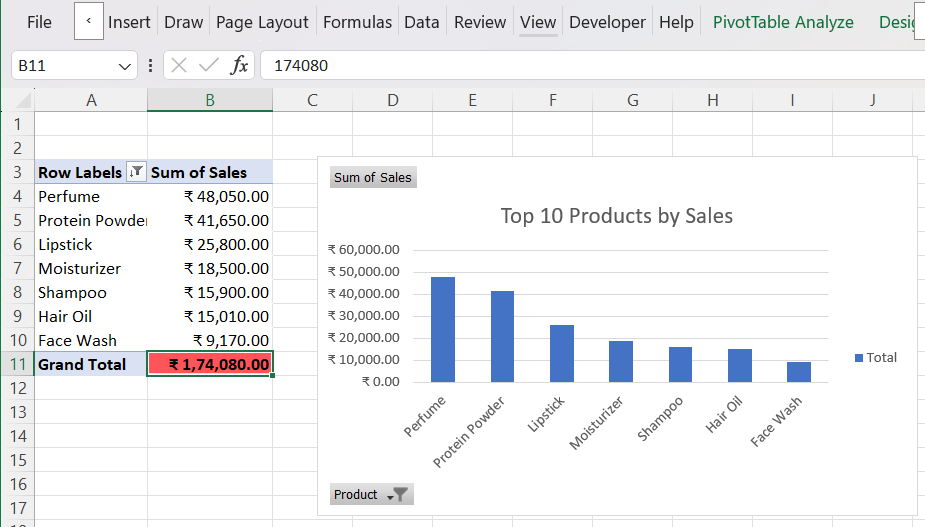 File < Insert Draw Page Layout Formulas Data Review View Developer Help PivotTable Analyze
B11 fx 174080
A B C D E F G H I J
1
2
3 Row Labels Sum of Sales
4 Perfume ₹ 48,050.00
5 Protein Powder ₹ 41,650.00
6 Lipstick ₹ 25,800.00
7 Moisturizer ₹ 18,500.00
8 Shampoo ₹ 15,900.00
9 Hair Oil ₹ 15,010.00
10 Face Wash ₹ 9,170.00
11 Grand Total ₹ 1,74,080.00
12
13
14
15
16
17
Sum of Sales
Top 10 Products by Sales
₹ 60,000.00
₹ 50,000.00
₹ 40,000.00
₹ 30,000.00
₹ 20,000.00
₹ 10,000.00
₹ 0.00
Perfume Protein Powder Lipstick Moisturizer Shampoo Hair Oil Face Wash
Total
Product